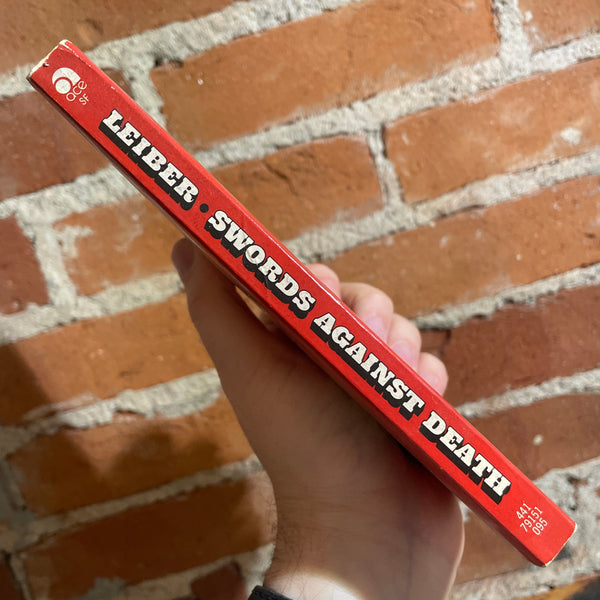 ace
SF
LEIBER • SWORDS AGAINST DEATH
441
79151
095